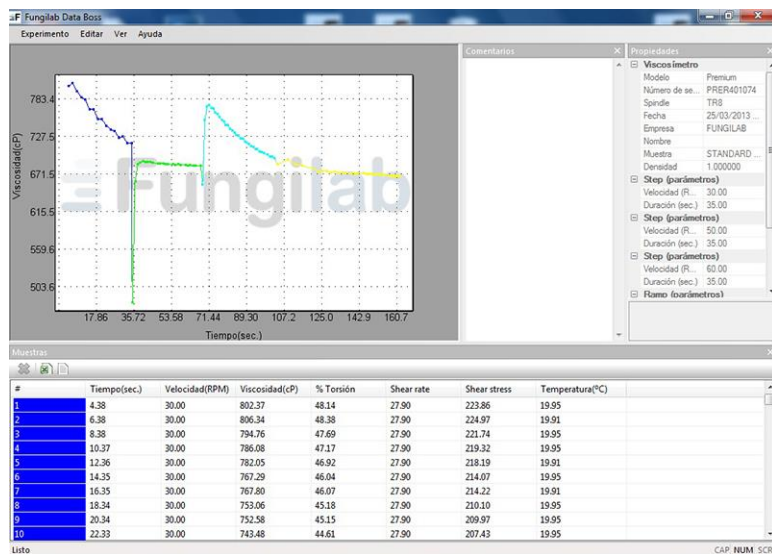 Fungilab Data Boss
Experimento Editar Ver Ayuda
Viscosidad(cP)
783.4
727.5
671.5
615.5
559.6
503.6
Fungilab
17.86 35.72 53.58 71.44 89.30 107.2 125.0 142.9 160.7
Tiempo(sec.)
Comentarios
Propiedades
Viscosímetro
Modelo Premium
Número de se... PRER401074
Spindle TR8
Fecha 25/03/2013 ...
Empresa FUNGILAB
Nombre
Muestra STANDARD ...
Densidad 1.000000
Step (parámetros)
Velocidad (R... 30.00
Duración (sec.) 35.00
Step (parámetros)
Velocidad (R... 50.00
Duración (sec.) 35.00
Step (parámetros)
Velocidad (R... 60.00
Duración (sec.) 35.00
Ramp (parámetros)
Muestras
# Tiempo(sec.) Velocidad(RPM) Viscosidad(cP) % Torsión Shear rate Shear stress Temperatura(ºC)
1 4.38 30.00 802.37 48.14 27.90 223.86 19.95
2 6.38 30.00 806.34 48.38 27.90 224.97 19.91
3 8.38 30.00 794.76 47.69 27.90 221.74 19.95
4 10.37 30.00 786.08 47.17 27.90 219.32 19.95
5 12.36 30.00 782.05 46.92 27.90 218.19 19.91
6 14.35 30.00 767.29 46.04 27.90 214.07 19.95
7 16.35 30.00 767.80 46.07 27.90 214.22 19.91
8 18.34 30.00 753.06 45.18 27.90 210.10 19.95
9 20.34 30.00 752.58 45.15 27.90 209.97 19.95
10 22.33 30.00 743.48 44.61 27.90 207.43 19.95
Listo
CAP NUM SCR